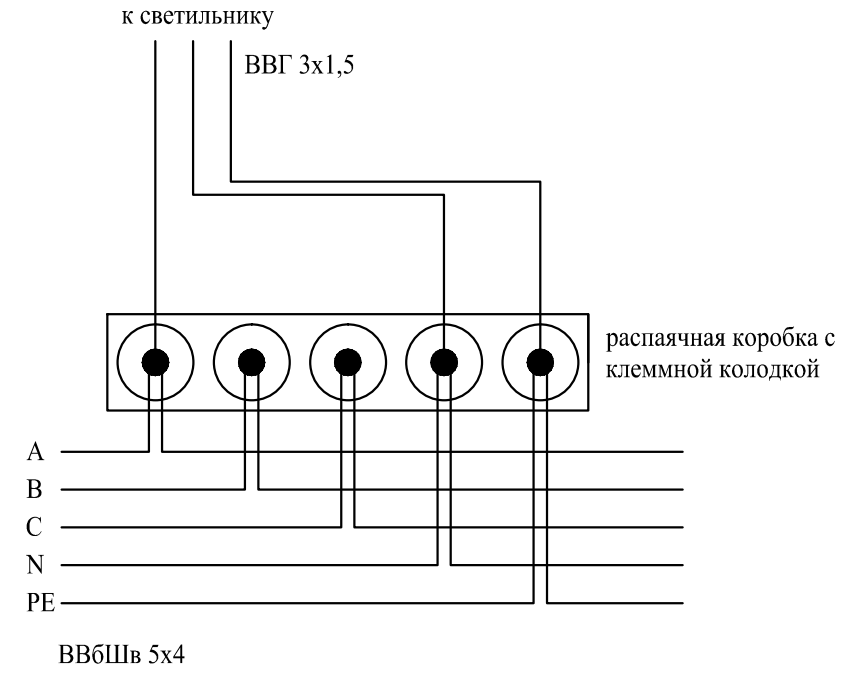 к светильнику
ВВГ 3х1,5
распаячная коробка с
клеммной колодкой
A
B
C
N
PE
ВВбШв 5х4